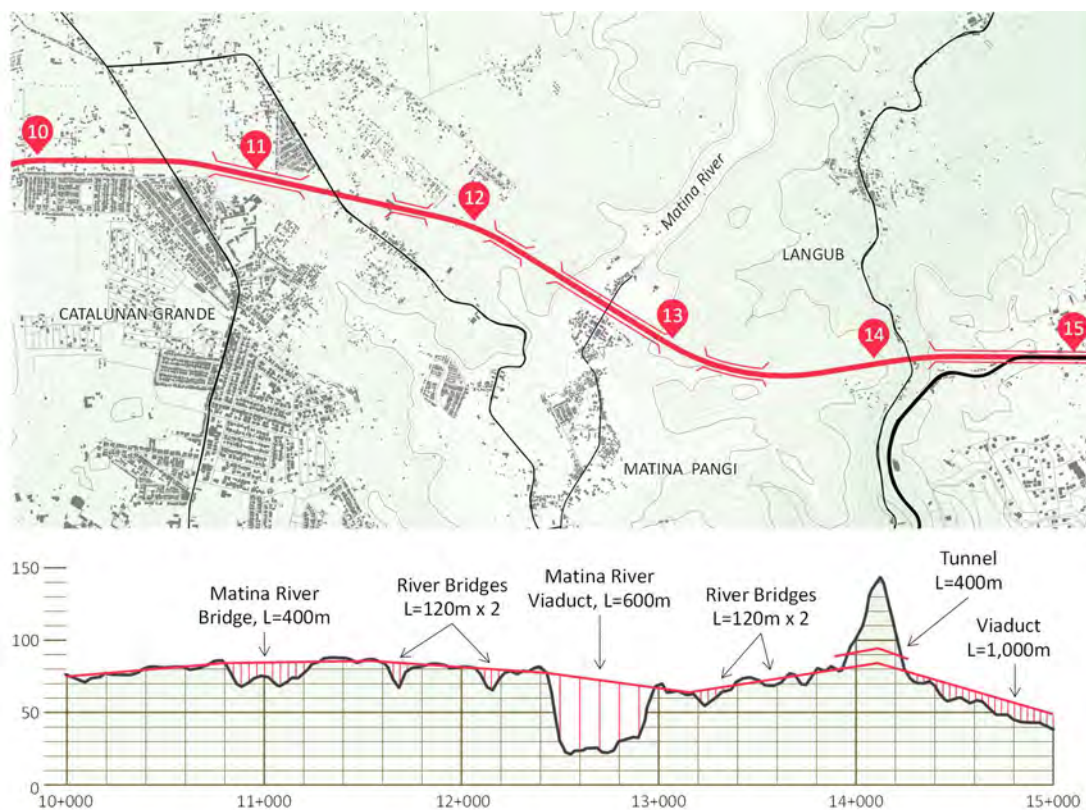 10
11
12
13
14
15
Matina River
LANGUB
CATALUNAN GRANDE
MATINA PANGI
150
100
50
0
Matina River
Bridge, L=400m
River Bridges
L=120m x 2
Matina River
Viaduct, L=600m
River Bridges
L=120m x 2
Tunnel
L=400m
Viaduct
L=1,000m
10+000
11+000
12+000
13+000
14+000
15+000